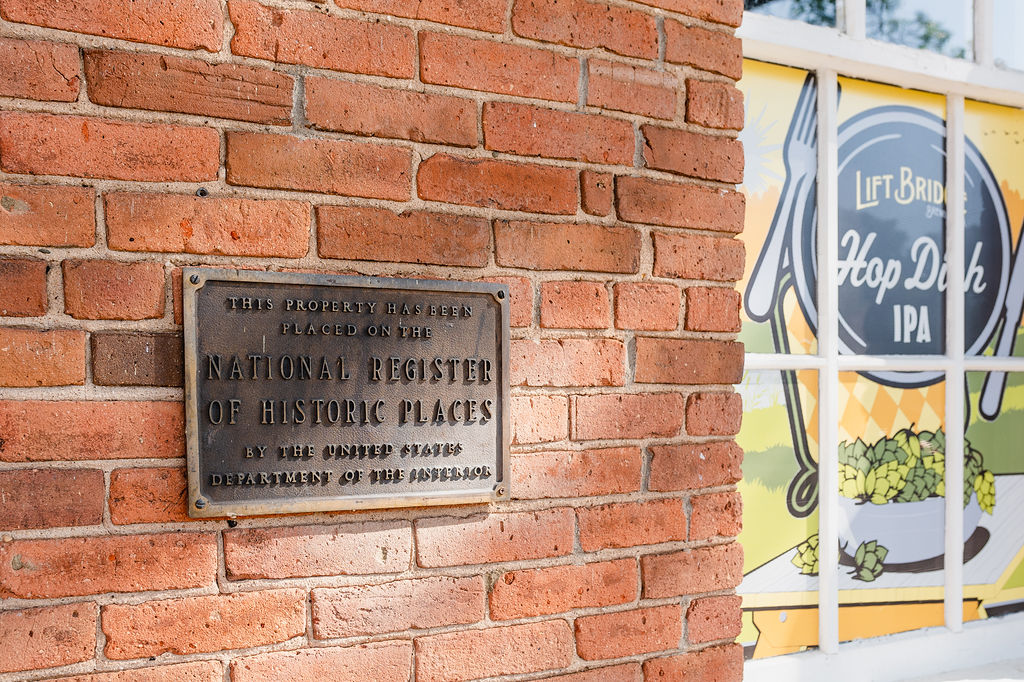 THIS PROPERTY HAS BEEN
PLACED ON THE
NATIONAL REGISTER
OF HISTORIC PLACES
BY THE UNITED STATES
DEPARTMENT OF THE INTERIOR
LIFT BRIDGE
Hop Dish
IPA